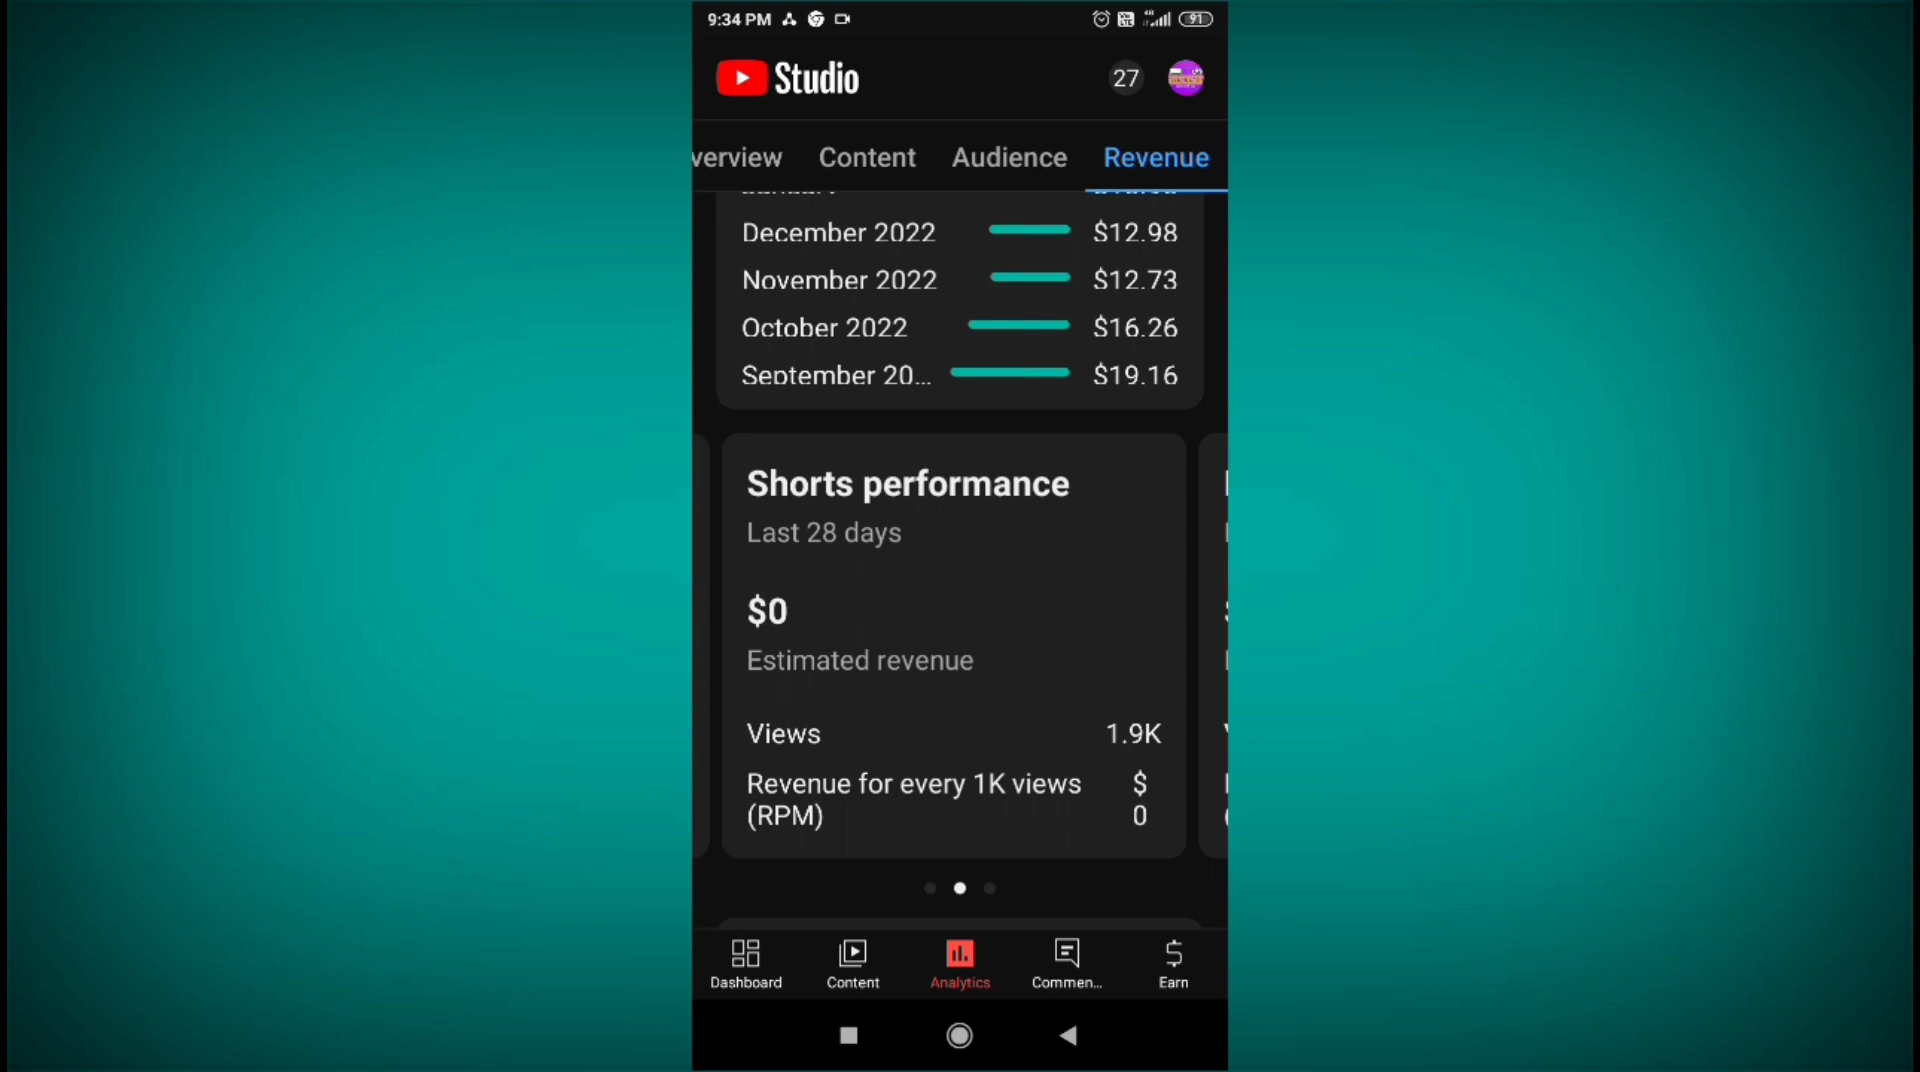 9:34 PM
91
Studio
27
verview Content Audience Revenue
December 2022 $12.98
November 2022 $12.73
October 2022 $16.26
September 20... $19.16
Shorts performance
Last 28 days
$0
Estimated revenue
Views 1.9K
Revenue for every 1K views $
(RPM) 0
Dashboard Content Analytics Commen... Earn